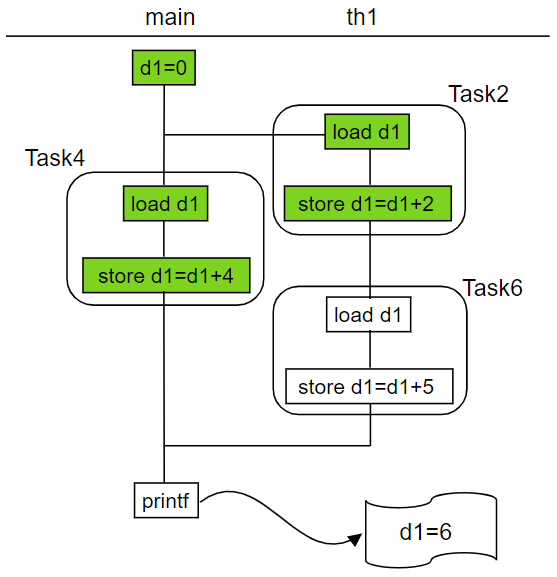 main
th1
d1=0
Task2
load d1
Task4
load d1
store d1=d1+2
store d1=d1+4
Task6
load d1
store d1=d1+5
printf
d1=6